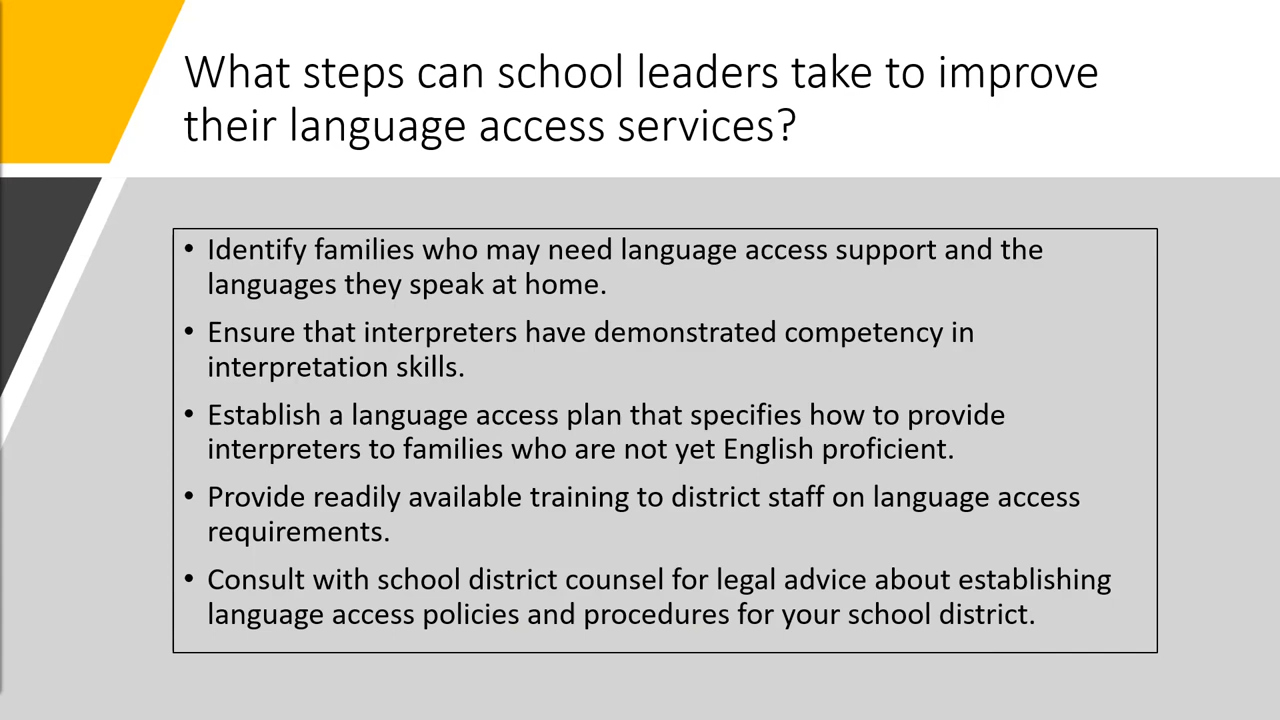 What steps can school leaders take to improve
their language access services?
• Identify families who may need language access support and the
languages they speak at home.
• Ensure that interpreters have demonstrated competency in
interpretation skills.
• Establish a language access plan that specifies how to provide
interpreters to families who are not yet English proficient.
• Provide readily available training to district staff on language access
requirements.
• Consult with school district counsel for legal advice about establishing
language access policies and procedures for your school district.